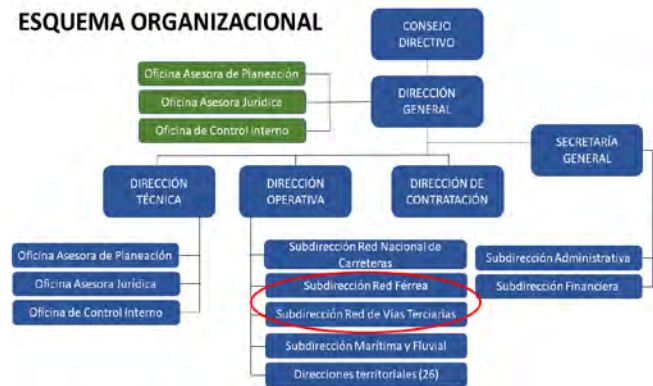 ESQUEMA ORGANIZACIONAL
CONSEJO
DIRECTIVO
Oficina Asesora de Planeación
Oficina Asesora Jurídica
Oficina de Control interno
DIRECCIÓN
GENERAL
SECRETARÍA
GENERAL
DIRECCIÓN
TÉCNICA
DIRECCIÓN
OPERATIVA
DIRECCIÓN DE
CONTRATACIÓN
Oficina Asesora de Planeación
Oficina Asesora Jurídica
Oficina de Control Interno
Subdirección Red Nacional de
Carreteras
Subdirección Red Férrea
Subdirección Red de Vías Terciarias
Subdirección Marítima y Fluvial
Direcciones territoriales (26)
Subdirección Administrativa
Subdirección Financiera